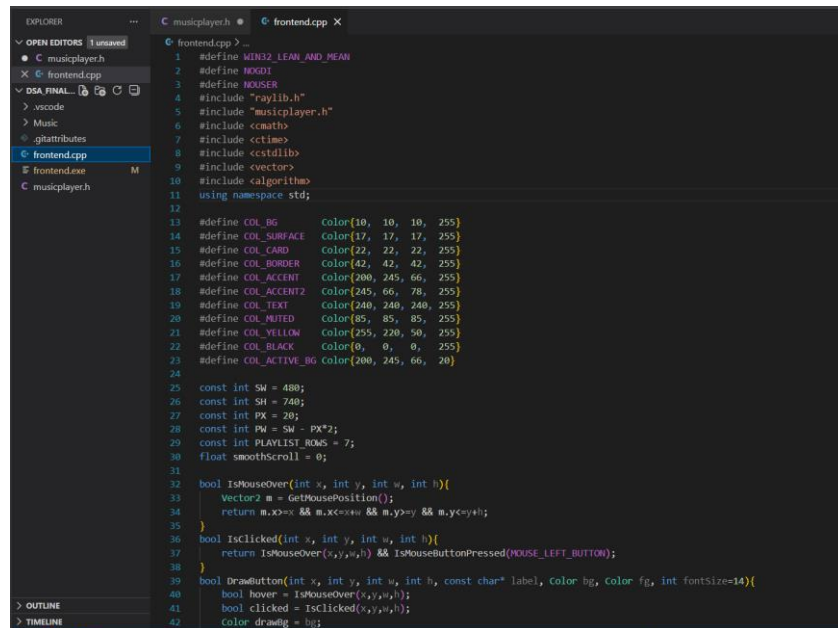 EXPLORER ...
OPEN EDITORS 1 unsaved
C musicplayer.h
frontend.cpp
DSA_FINAL...
.vscode
Music
.gitattributes
frontend.cpp
frontend.exe M
C musicplayer.h
OUTLINE
TIMELINE
C musicplayer.h frontend.cpp
frontend.cpp > ...
1 #define WIN32_LEAN_AND_MEAN
2 #define NOGDI
3 #define NOUSER
4 #include "raylib.h"
5 #include "musicplayer.h"
6 #include <cmath>
7 #include <ctime>
8 #include <cstdlib>
9 #include <vector>
10 #include <algorithm>
11 using namespace std;
12
13 #define COL_BG Color{10, 10, 10, 255}
14 #define COL_SURFACE Color{17, 17, 17, 255}
15 #define COL_CARD Color{22, 22, 22, 255}
16 #define COL_BORDER Color{42, 42, 42, 255}
17 #define COL_ACCENT Color{200, 245, 66, 255}
18 #define COL_ACCENT2 Color{245, 66, 78, 255}
19 #define COL_TEXT Color{240, 240, 240, 255}
20 #define COL_MUTED Color{85, 85, 85, 255}
21 #define COL_YELLOW Color{255, 220, 50, 255}
22 #define COL_BLACK Color{0, 0, 0, 255}
23 #define COL_ACTIVE_BG Color{200, 245, 66, 20}
24
25 const int SW = 480;
26 const int SH = 740;
27 const int PX = 20;
28 const int PW = SW - PX*2;
29 const int PLAYLIST_ROWS = 7;
30 float smoothScroll = 0;
31
32 bool IsMouseOver(int x, int y, int w, int h){
33 Vector2 m = GetMousePosition();
34 return m.x>=x && m.x<=x+w && m.y>=y && m.y<=y+h;
35 }
36 bool IsClicked(int x, int y, int w, int h){
37 return IsMouseOver(x,y,w,h) && IsMouseButtonPressed(MOUSE_LEFT_BUTTON);
38 }
39 bool DrawButton(int x, int y, int w, int h, const char* label, Color bg, Color fg, int fontSize=14){
40 bool hover = IsMouseOver(x,y,w,h);
41 bool clicked = IsClicked(x,y,w,h);
42 Color drawBg = bg;